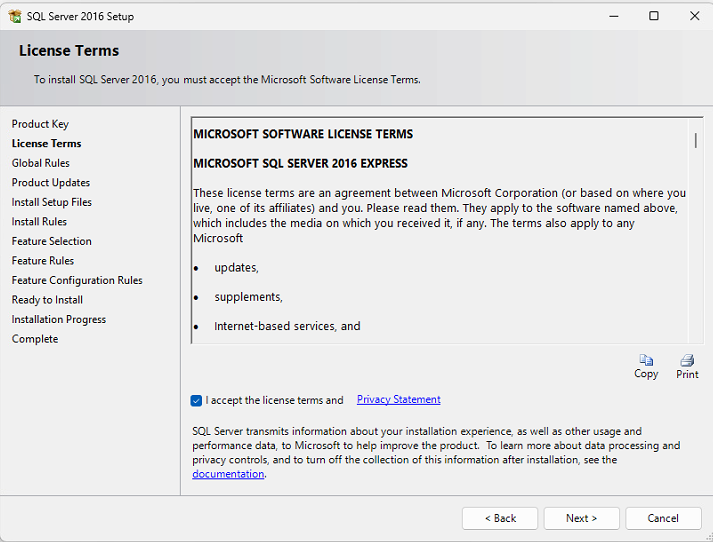 SQL Server 2016 Setup
License Terms
To install SQL Server 2016, you must accept the Microsoft Software License Terms.
Product Key
License Terms
Global Rules
Product Updates
Install Setup Files
Install Rules
Feature Selection
Feature Rules
Feature Configuration Rules
Ready to Install
Installation Progress
Complete
MICROSOFT SOFTWARE LICENSE TERMS
MICROSOFT SQL SERVER 2016 EXPRESS
These license terms are an agreement between Microsoft Corporation (or based on where you
live, one of its affiliates) and you. Please read them. They apply to the software named above,
which includes the media on which you received it, if any. The terms also apply to any
Microsoft
• updates,
• supplements,
• Internet-based services, and
Copy
Print
I accept the license terms and Privacy Statement
SQL Server transmits information about your installation experience, as well as other usage and
performance data, to Microsoft to help improve the product. To learn more about data processing and
privacy controls, and to turn off the collection of this information after installation, see the
documentation.
< Back
Next >
Cancel